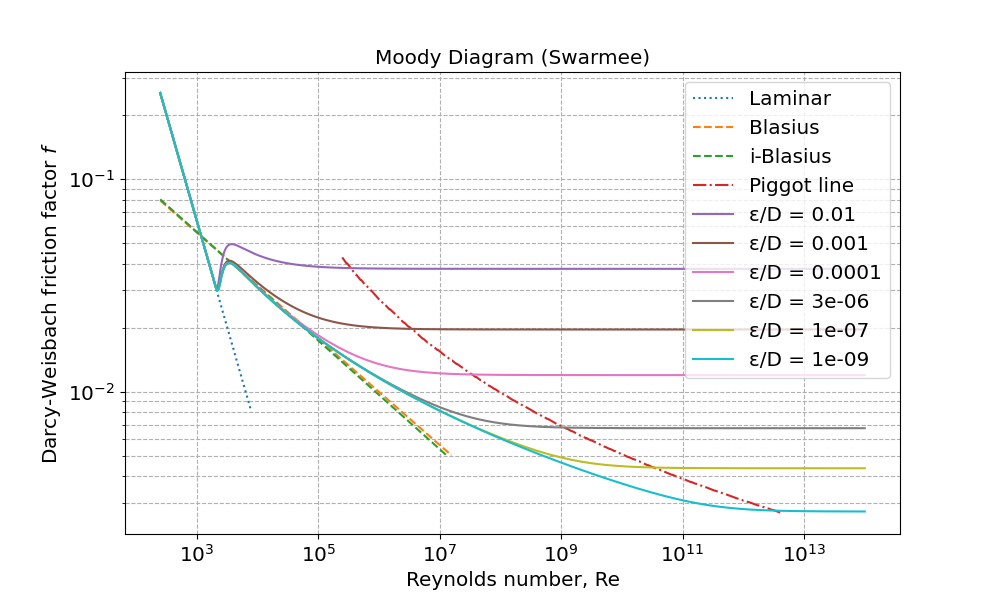 Moody Diagram (Swarmee)
Darcy-Weisbach friction factor f
10⁻¹
10⁻²
Laminar
Blasius
i-Blasius
Piggot line
ε/D = 0.01
ε/D = 0.001
ε/D = 0.0001
ε/D = 3e-06
ε/D = 1e-07
ε/D = 1e-09
10³ 10⁵ 10⁷ 10⁹ 10¹¹ 10¹³
Reynolds number, Re